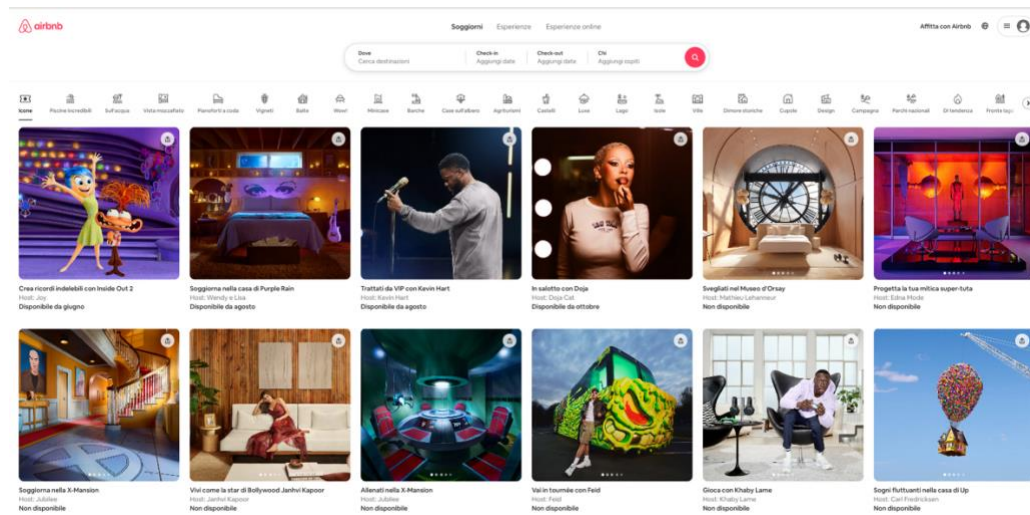 airbnb
Soggiorni Esperienze Esperienze online
Affitta con Airbnb
Dove
Cerca destinazioni
Check-in
Aggiungi date
Check-out
Aggiungi date
Chi
Aggiungi ospiti
Icone
Piscine incredibili
Sull'acqua
Vista mozzafiato
Pianoforti a coda
Vigneti
Baite
Wow!
Minicase
Barche
Case sull'albero
Agriturismi
Castelli
Luxe
Lago
Isole
Ville
Dimore storiche
Cupole
Design
Campagna
Parchi nazionali
Di tendenza
Fronte lago
Crea ricordi indelebili con Inside Out 2
Host: Joy
Disponibile da giugno
Soggiorna nella casa di Purple Rain
Host: Wendy e Lisa
Disponibile da agosto
Trattati da VIP con Kevin Hart
Host: Kevin Hart
Disponibile da agosto
In salotto con Doja
Host: Doja Cat
Disponibile da ottobre
Svegliati nel Museo d'Orsay
Host: Mathieu Lehanneur
Non disponibile
Progetta la tua mitica super-tuta
Host: Edna Mode
Non disponibile
Soggiorna nella X-Mansion
Host: Jubilee
Non disponibile
Vivi come la star di Bollywood Janhvi Kapoor
Host: Janhvi Kapoor
Non disponibile
Allenati nella X-Mansion
Host: Jubilee
Non disponibile
Vai in tournée con Feid
Host: Feid
Non disponibile
Gioca con Khaby Lame
Host: Khaby Lame
Non disponibile
Sogni fluttuanti nella casa di Up
Host: Carl Fredricksen
Non disponibile